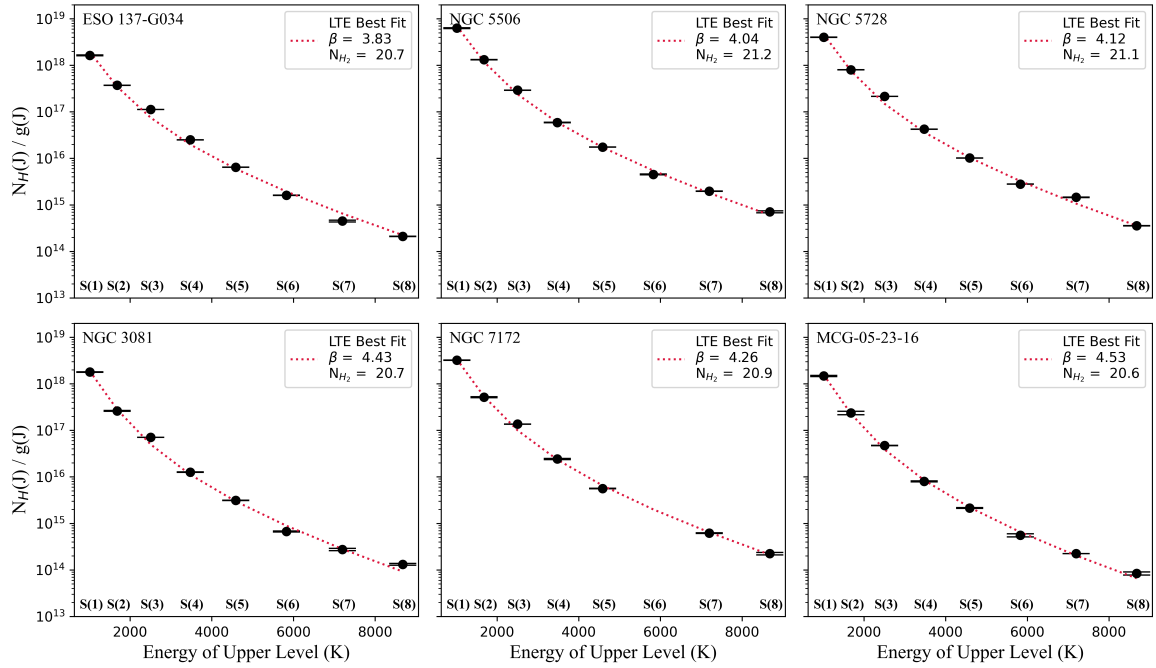 ESO 137-G034
LTE Best Fit
β = 3.83
N_{H_2} = 20.7
10^{19}
10^{18}
10^{17}
10^{16}
10^{15}
10^{14}
10^{13}
N_H(J) / g(J)
S(1) S(2) S(3) S(4) S(5) S(6) S(7) S(8)
NGC 5506
LTE Best Fit
β = 4.04
N_{H_2} = 21.2
S(1) S(2) S(3) S(4) S(5) S(6) S(7) S(8)
NGC 5728
LTE Best Fit
β = 4.12
N_{H_2} = 21.1
S(1) S(2) S(3) S(4) S(5) S(6) S(7) S(8)
NGC 3081
LTE Best Fit
β = 4.43
N_{H_2} = 20.7
10^{19}
10^{18}
10^{17}
10^{16}
10^{15}
10^{14}
10^{13}
N_H(J) / g(J)
S(1) S(2) S(3) S(4) S(5) S(6) S(7) S(8)
2000 4000 6000 8000
Energy of Upper Level (K)
NGC 7172
LTE Best Fit
β = 4.26
N_{H_2} = 20.9
S(1) S(2) S(3) S(4) S(5) S(6) S(7) S(8)
2000 4000 6000 8000
Energy of Upper Level (K)
MCG-05-23-16
LTE Best Fit
β = 4.53
N_{H_2} = 20.6
S(1) S(2) S(3) S(4) S(5) S(6) S(7) S(8)
2000 4000 6000 8000
Energy of Upper Level (K)